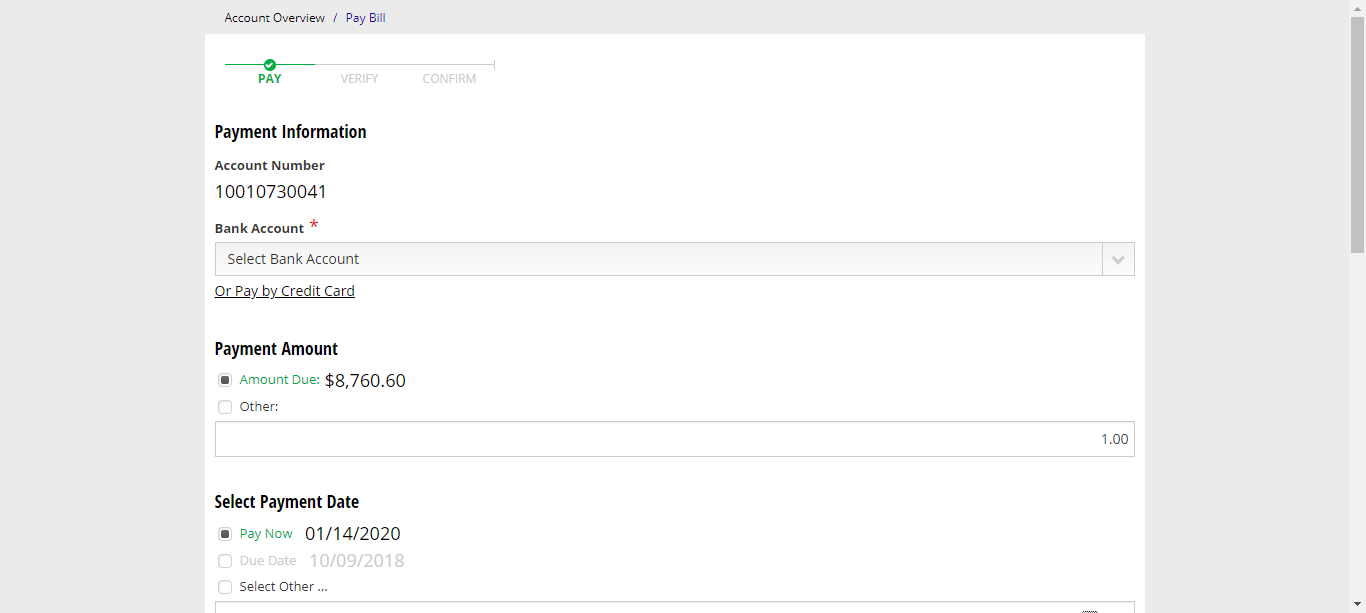 Account Overview / Pay Bill
PAY VERIFY CONFIRM
Payment Information
Account Number
10010730041
Bank Account *
Select Bank Account
Or Pay by Credit Card
Payment Amount
Amount Due: $8,760.60
Other:
1.00
Select Payment Date
Pay Now 01/14/2020
Due Date 10/09/2018
Select Other ...